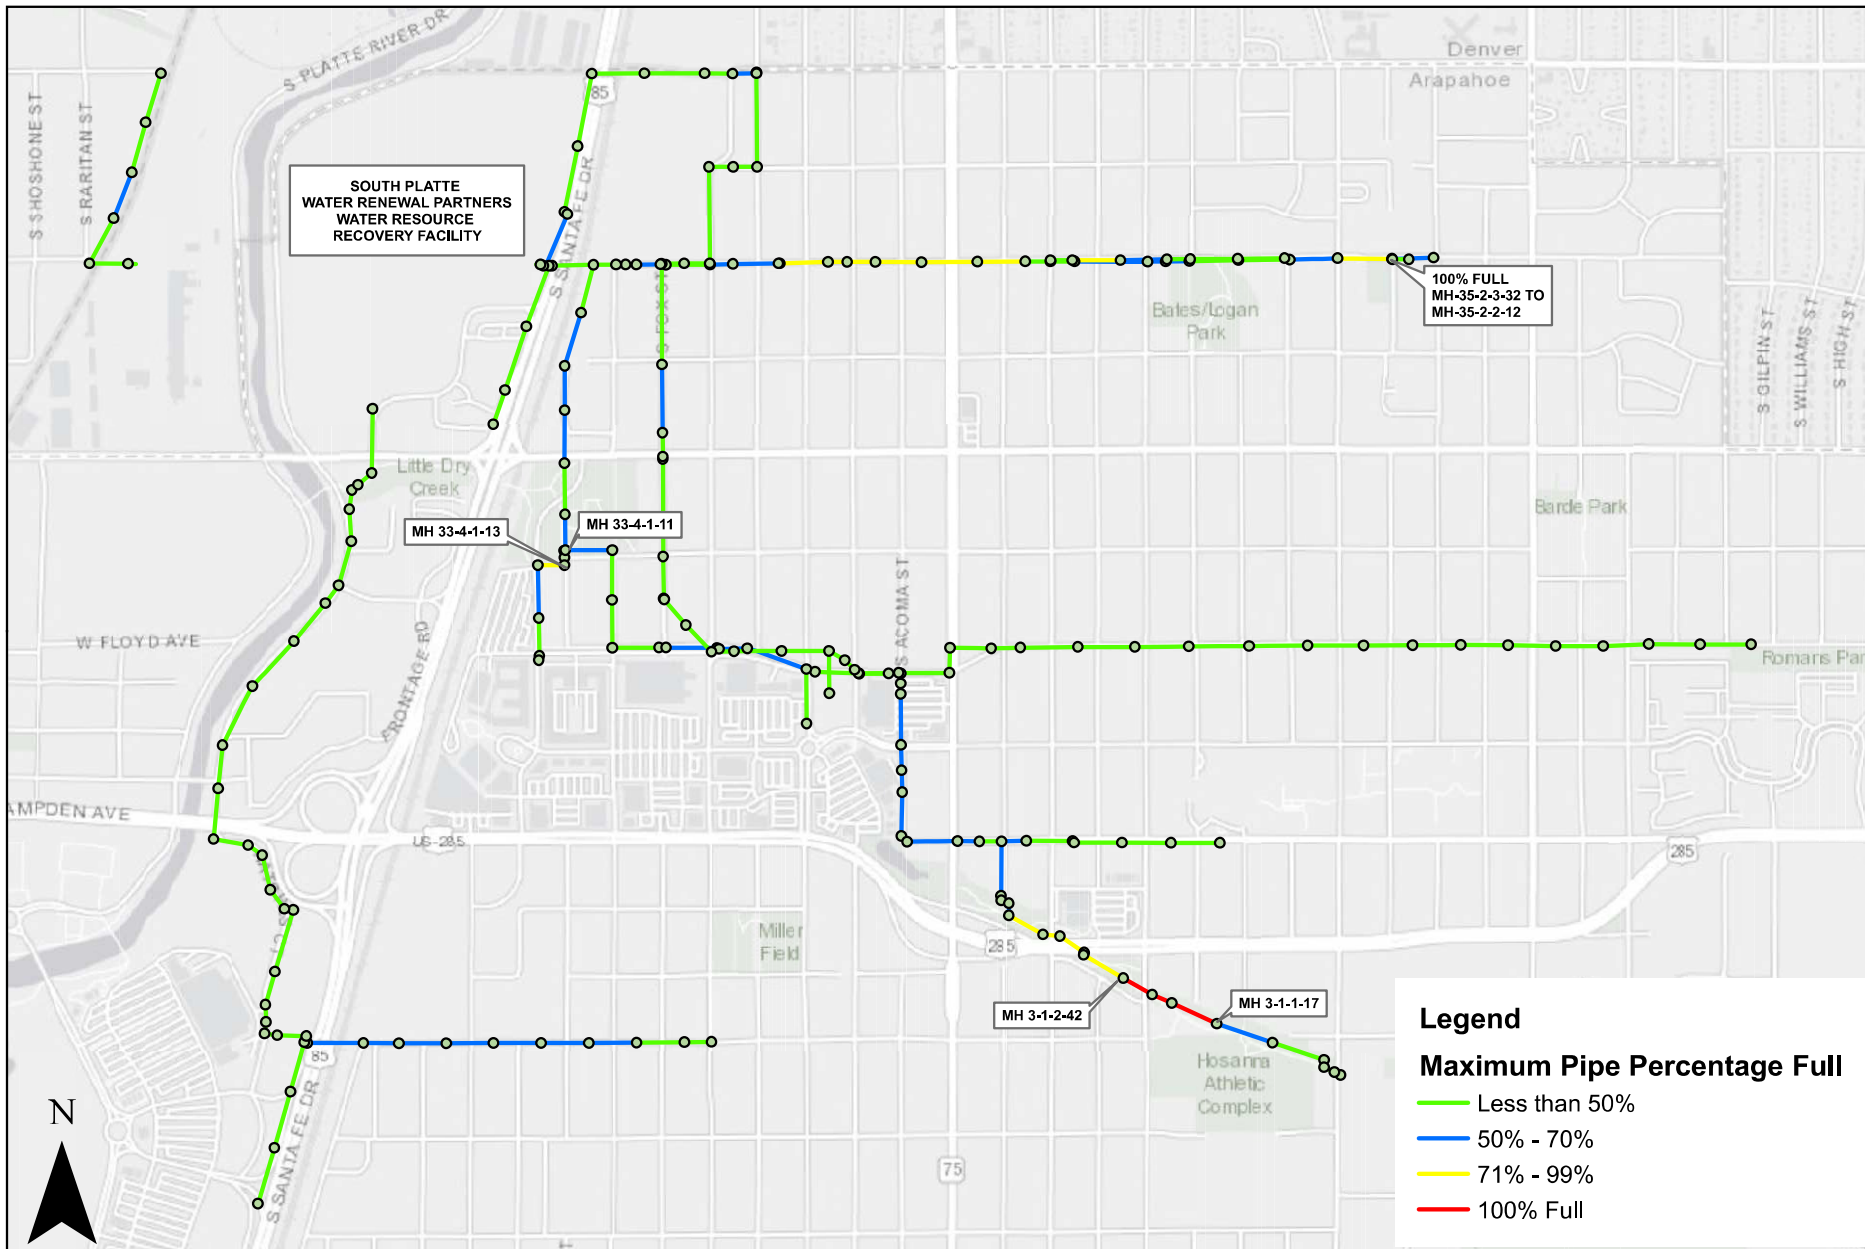 S PLATTE RIVER DR
Denver
Arapahoe
85
S SHOSHONE ST
S RARITAN ST
S SANTA FE DR
SOUTH PLATTE
WATER RENEWAL PARTNERS
WATER RESOURCE
RECOVERY FACILITY
S FOX ST
100% FULL
MH-35-2-3-32 TO
MH-35-2-2-12
Bates/Logan
Park
S GILPIN ST
S WILLIAMS ST
S HIGH ST
Little Dry
Creek
MH 33-4-1-13
MH 33-4-1-11
Barde Park
S ACOMA ST
W FLOYD AVE
FRONTAGE RD
Romans Par
AMPDEN AVE
US-285
285
Miller
Field
285
MH 3-1-2-42
MH 3-1-1-17
Hosanna
Athletic
Complex
85
S SANTA FE DR
75
N
Legend
Maximum Pipe Percentage Full
Less than 50%
50% - 70%
71% - 99%
100% Full